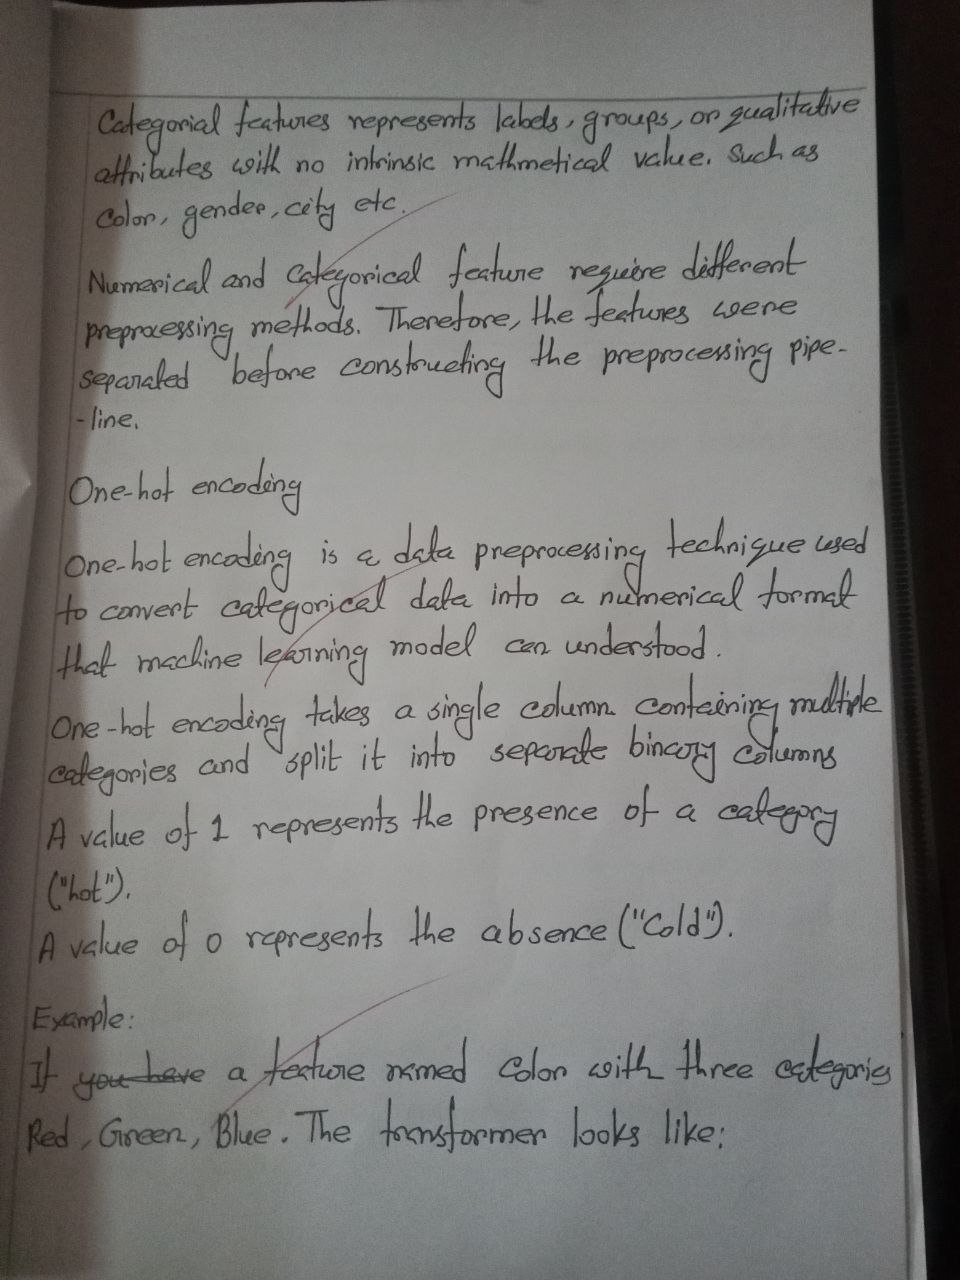 Categorial features represents labels, groups, or qualitative
attributes with no intrinsic mathmetical value. Such as
Color, gender, city etc.
Numerical and Categorical feature require different
preprocessing methods. Therefore, the features were
separated before constructing the preprocessing pipe-
-line.
One-hot encoding
One-hot encoding is a data preprocessing technique used
to convert categorical data into a numerical format
that machine learning model can understood.
One-hot encoding takes a single column containing multiple
categories and split it into separate binary columns
A value of 1 represents the presence of a category
("hot").
A value of 0 represents the absence ("Cold").
Example:
If you have a feature named Color with three categories
Red, Green, Blue. The transformer looks like: